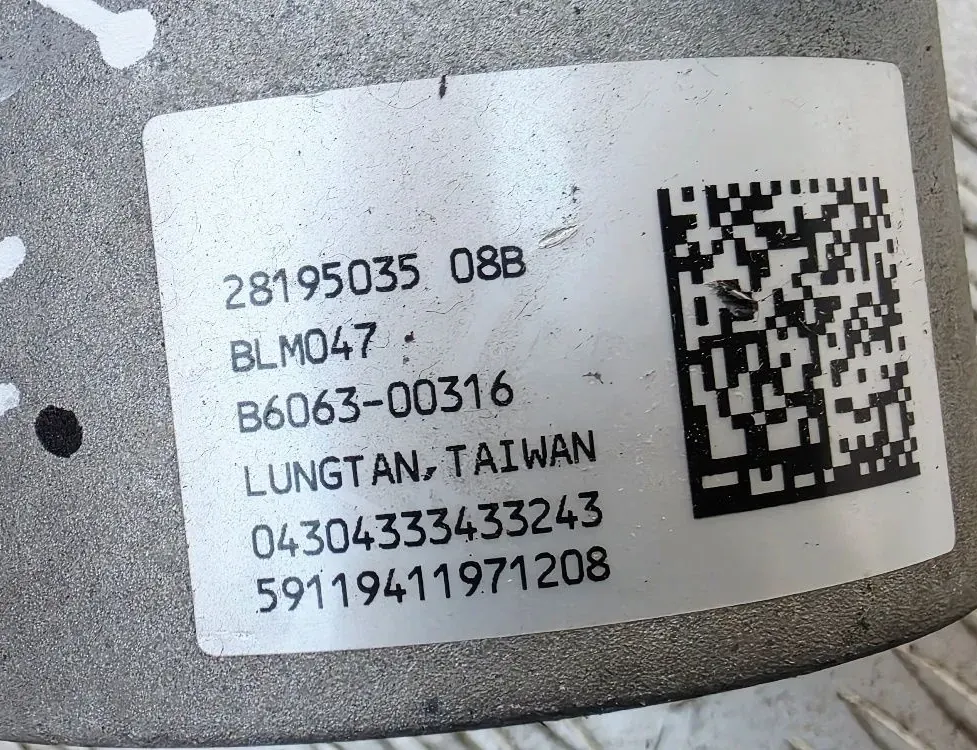 28195035 08B
BLM047
B6063-00316
LUNGTAN, TAIWAN
04304333433243
59119411971208